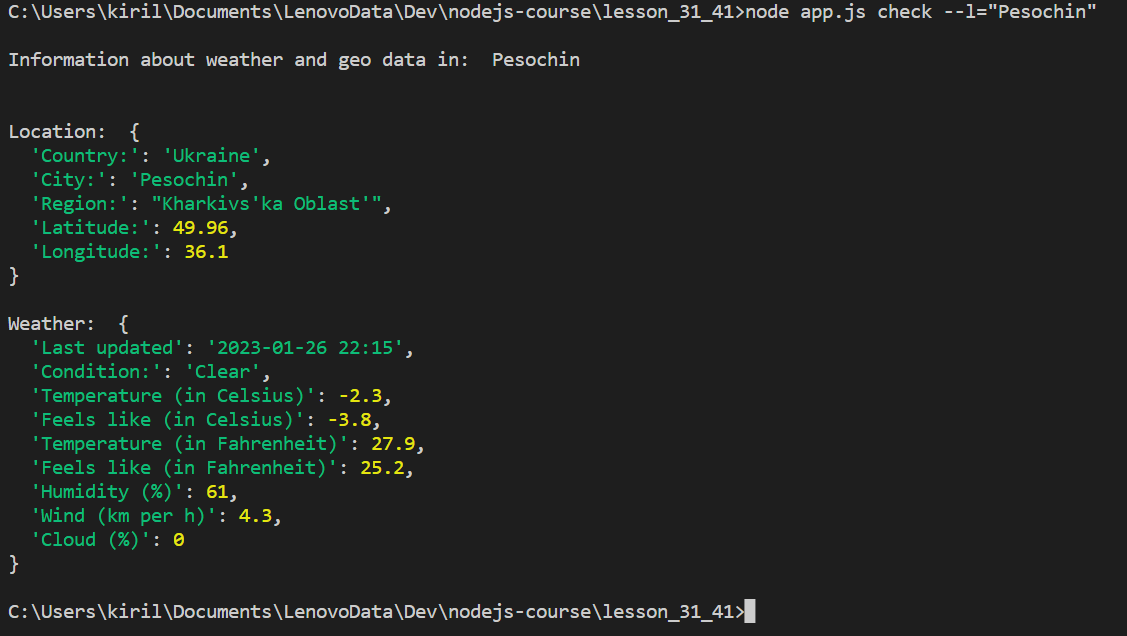 C:\Users\kiril\Documents\LenovoData\Dev\nodejs-course\lesson_31_41>node app.js check --l="Pesochin"
Information about weather and geo data in:  Pesochin
Location:  {
  'Country:': 'Ukraine',
  'City:': 'Pesochin',
  'Region:': "Kharkivs'ka Oblast'",
  'Latitude:': 49.96,
  'Longitude:': 36.1
}
Weather:  {
  'Last updated': '2023-01-26 22:15',
  'Condition:': 'Clear',
  'Temperature (in Celsius)': -2.3,
  'Feels like (in Celsius)': -3.8,
  'Temperature (in Fahrenheit)': 27.9,
  'Feels like (in Fahrenheit)': 25.2,
  'Humidity (%)': 61,
  'Wind (km per h)': 4.3,
  'Cloud (%)': 0
}
C:\Users\kiril\Documents\LenovoData\Dev\nodejs-course\lesson_31_41>